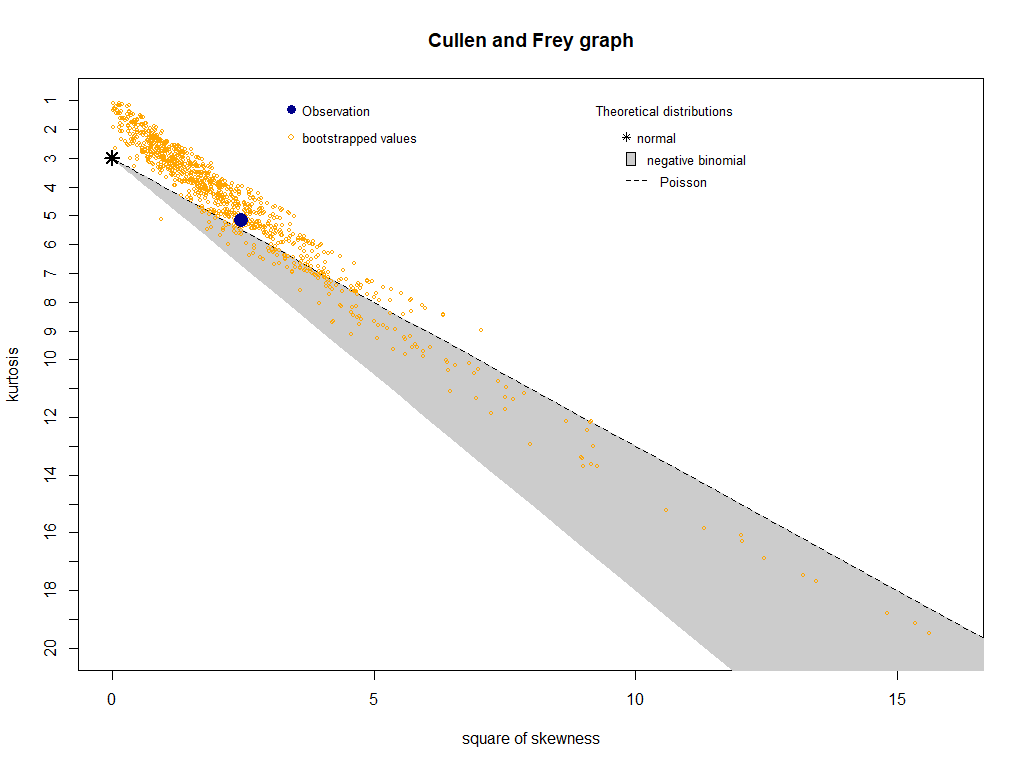 Cullen and Frey graph
Observation
bootstrapped values
Theoretical distributions
normal
negative binomial
Poisson
kurtosis
1
2
3
4
5
6
7
8
9
10
12
14
16
18
20
0
5
10
15
square of skewness